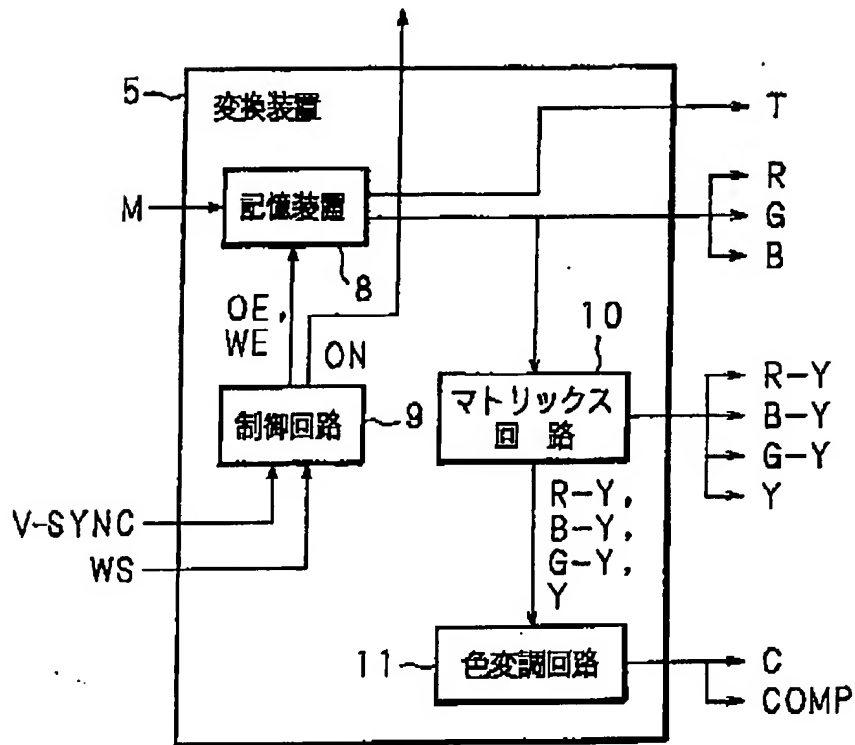 5
変換装置
T
M
記憶装置
8
R
G
B
OE,
WE
ON
10
制御回路
9
マトリックス
回 路
R-Y
B-Y
G-Y
Y
V-SYNC
WS
R-Y,
B-Y,
G-Y,
Y
11
色変調回路
C
COMP